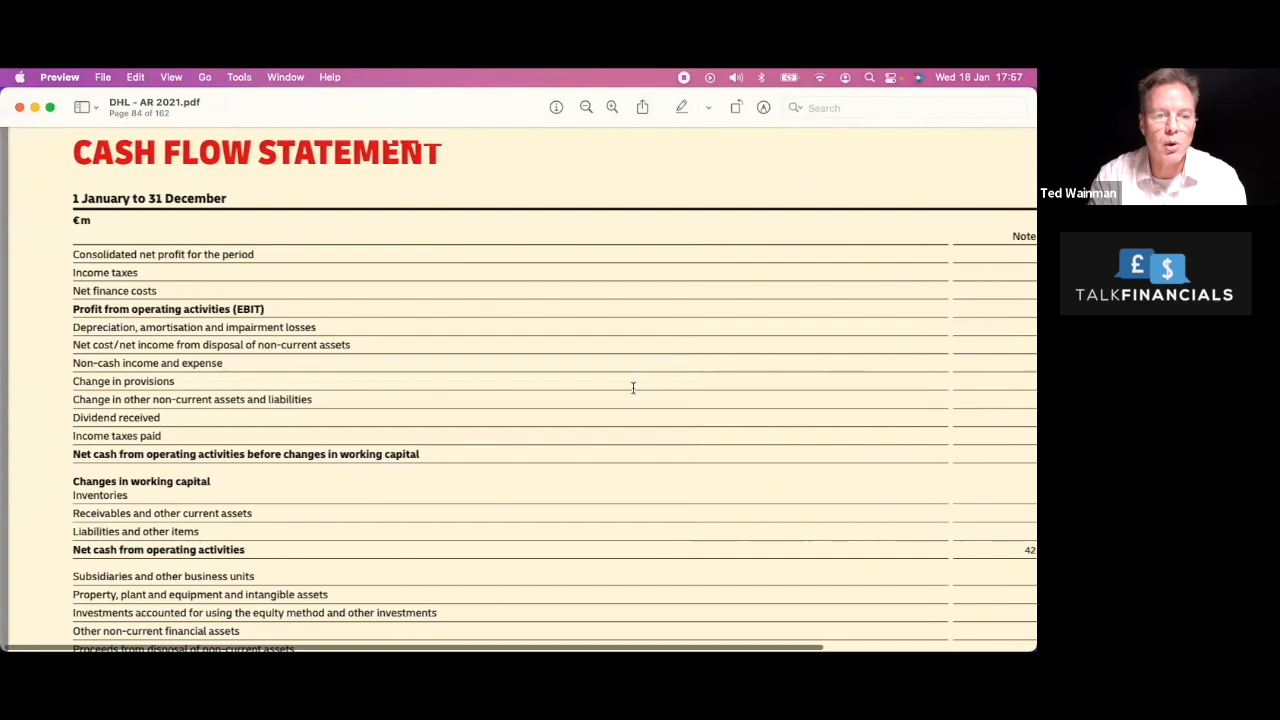 Preview File Edit View Go Tools Window Help Wed 18 Jan 17:57
DHL - AR 2021.pdf
Page 84 of 162
Search
CASH FLOW STATEMENT
1 January to 31 December
€m
Note
Consolidated net profit for the period
Income taxes
Net finance costs
Profit from operating activities (EBIT)
Depreciation, amortisation and impairment losses
Net cost/net income from disposal of non-current assets
Non-cash income and expense
Change in provisions
Change in other non-current assets and liabilities
Dividend received
Income taxes paid
Net cash from operating activities before changes in working capital
Changes in working capital
Inventories
Receivables and other current assets
Liabilities and other items
Net cash from operating activities 42
Subsidiaries and other business units
Property, plant and equipment and intangible assets
Investments accounted for using the equity method and other investments
Other non-current financial assets
Proceeds from disposal of non-current assets
Ted Wainman
£ $
TALKFINANCIALS